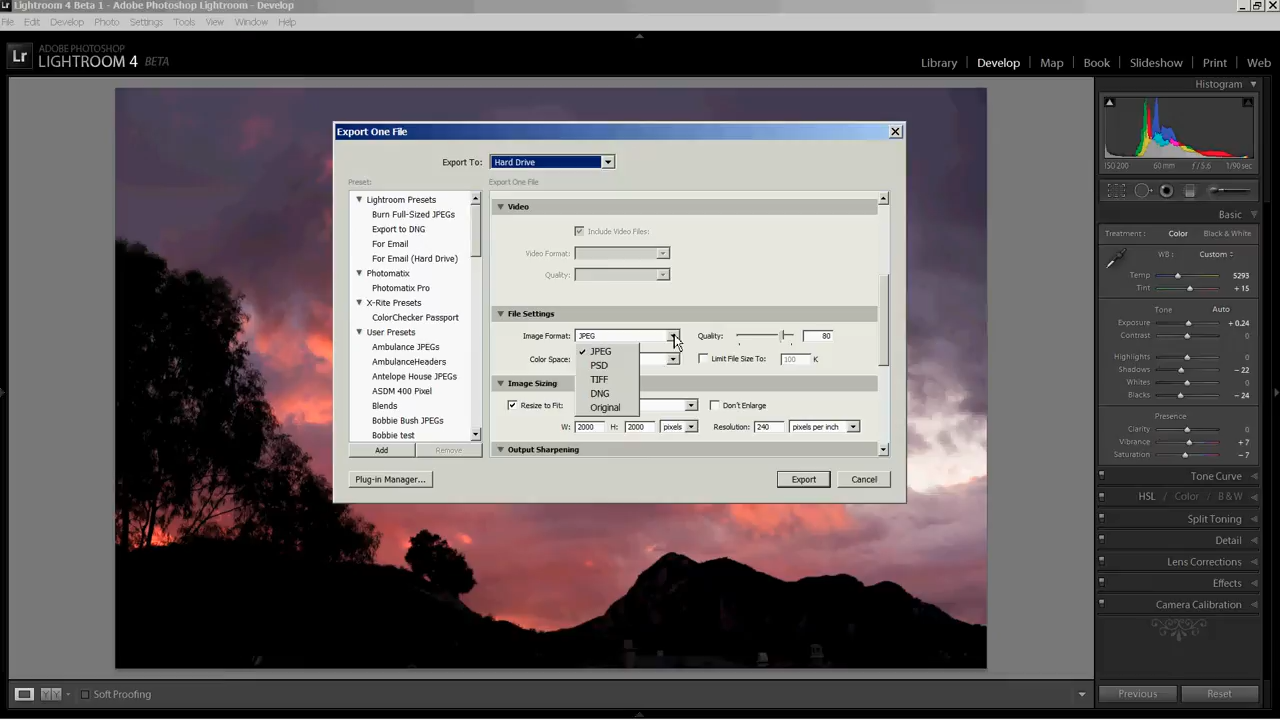 Lightroom 4 Beta 1 - Adobe Photoshop Lightroom - Develop
File Edit Develop Photo Settings Tools View Window Help
Lr ADOBE PHOTOSHOP
LIGHTROOM 4 BETA
Library Develop Map Book Slideshow Print Web
Histogram
ISO 200 60 mm f / 5.6 1/90 sec
Export One File
Export To: Hard Drive
Preset:
Lightroom Presets
Burn Full-Sized JPEGs
Export to DNG
For Email
For Email (Hard Drive)
Photomatix
Photomatix Pro
X-Rite Presets
ColorChecker Passport
User Presets
Ambulance JPEGs
AmbulanceHeaders
Antelope House JPEGs
ASDM 400 Pixel
Blends
Bobbie Bush JPEGs
Bobbie test
Add Remove
Plug-in Manager...
Export One File
Video
Include Video Files:
Video Format:
Quality:
File Settings
Image Format: JPEG Quality: 80
JPEG
PSD
TIFF
DNG
Original
Color Space: Limit File Size To: 100 K
Image Sizing
Resize to Fit: Don't Enlarge
W: 2000 H: 2000 pixels Resolution: 240 pixels per inch
Output Sharpening
Export Cancel
Basic
Treatment: Color Black & White
WB: Custom
Temp 5293
Tint + 15
Tone Auto
Exposure + 0.24
Contrast
Highlights
Shadows − 22
Whites
Blacks − 24
Presence
Clarity
Vibrance + 7
Saturation − 7
Tone Curve
HSL / Color / B & W
Split Toning
Detail
Lens Corrections
Effects
Camera Calibration
Previous Reset
Soft Proofing